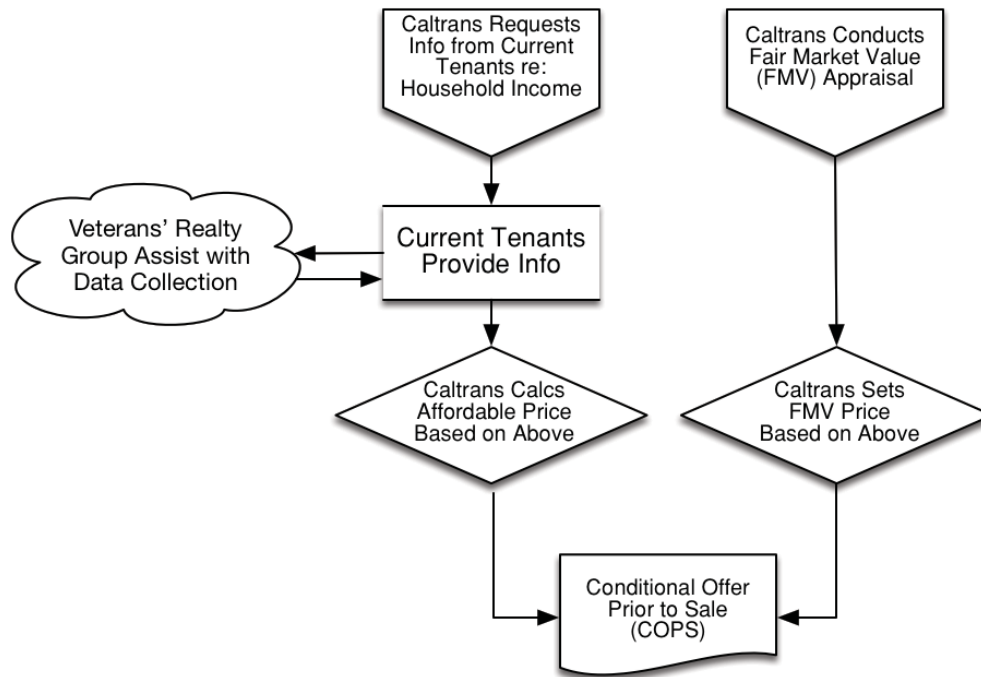 Caltrans Requests
Info from Current
Tenants re:
Household Income
Caltrans Conducts
Fair Market Value
(FMV) Appraisal
Veterans’ Realty
Group Assist with
Data Collection
Current Tenants
Provide Info
Caltrans Calcs
Affordable Price
Based on Above
Caltrans Sets
FMV Price
Based on Above
Conditional Offer
Prior to Sale
(COPS)